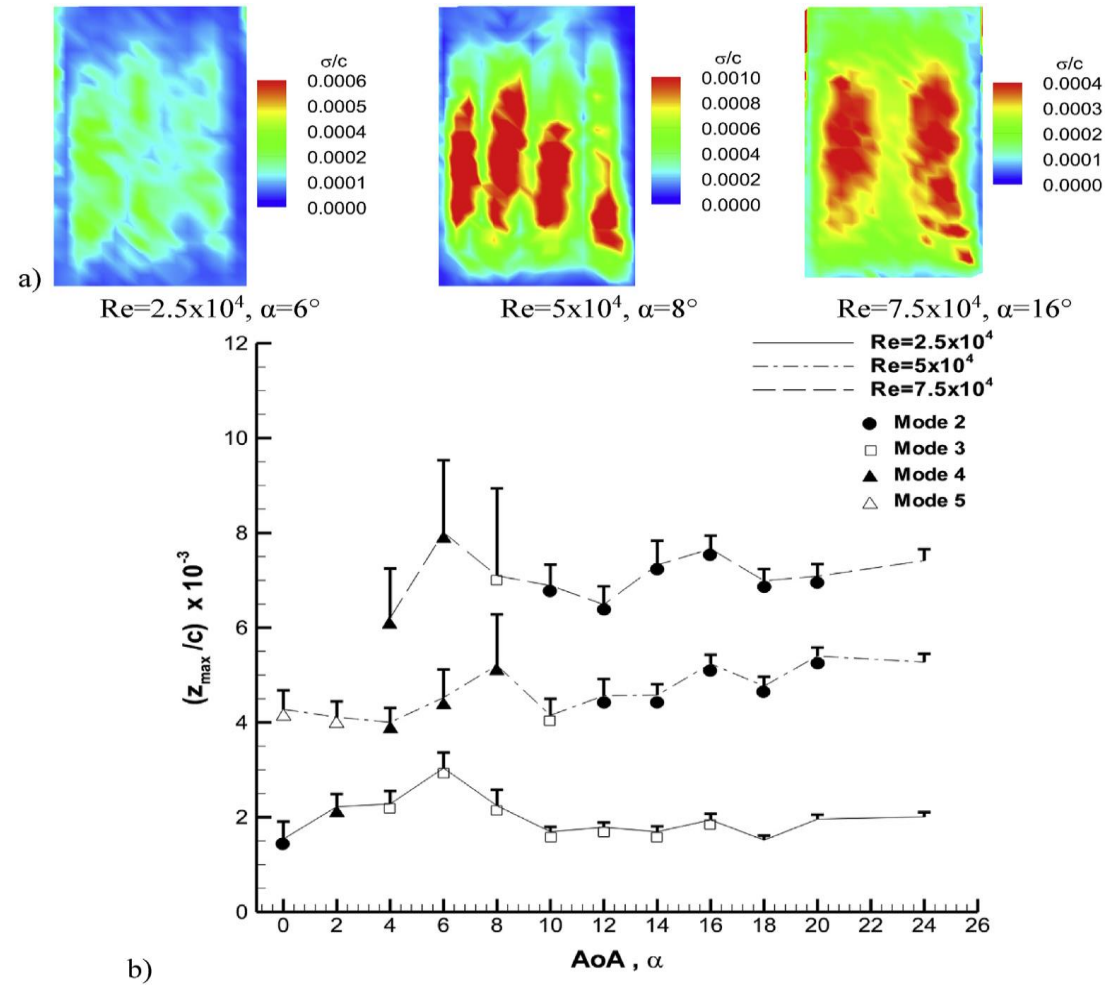 σ/c
0.0006
0.0005
0.0004
0.0002
0.0001
0.0000
σ/c
0.0010
0.0008
0.0006
0.0004
0.0002
0.0000
σ/c
0.0004
0.0003
0.0002
0.0001
0.0000
a)
Re=2.5x10⁴, α=6°
Re=5x10⁴, α=8°
Re=7.5x10⁴, α=16°
Re=2.5x10⁴
Re=5x10⁴
Re=7.5x10⁴
Mode 2
Mode 3
Mode 4
Mode 5
(z_max /c) x 10⁻³
12
10
8
6
4
2
0
0 2 4 6 8 10 12 14 16 18 20 22 24 26
AoA , α
b)